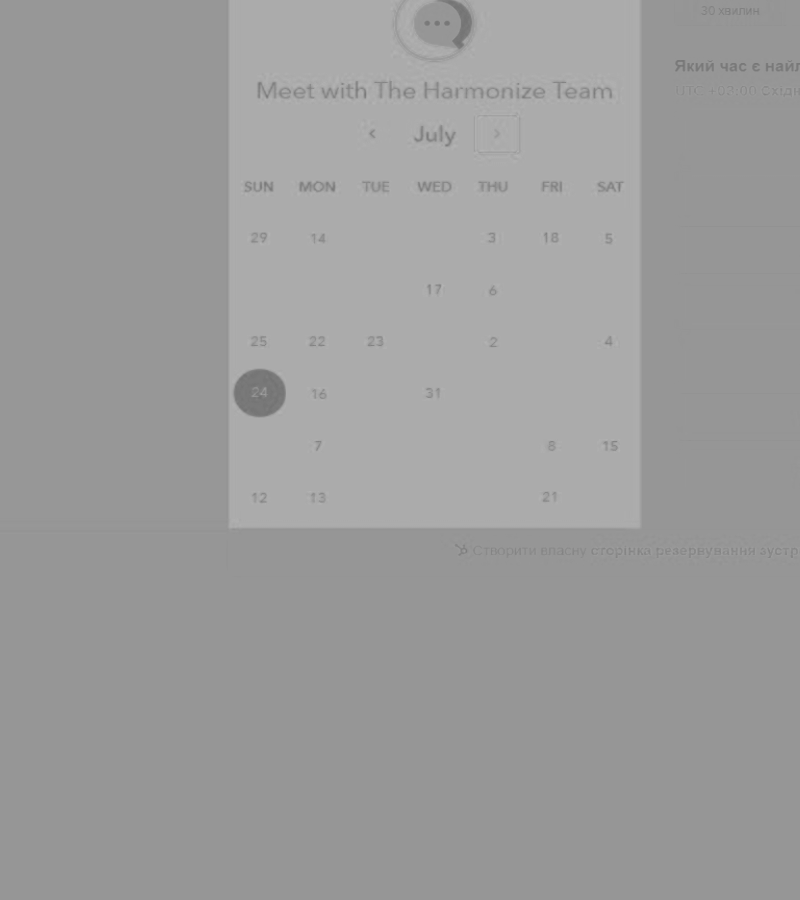 30 хвилин
Який час є найл
UTC +02:00 Східн
Meet with The Harmonize Team
July
SUN MON TUE WED THU FRI SAT
29 14 3 18 5
17 6
25 22 23 2 4
24 16 31
7 8 15
12 13 21
Створити власну сторінка резервування зустр